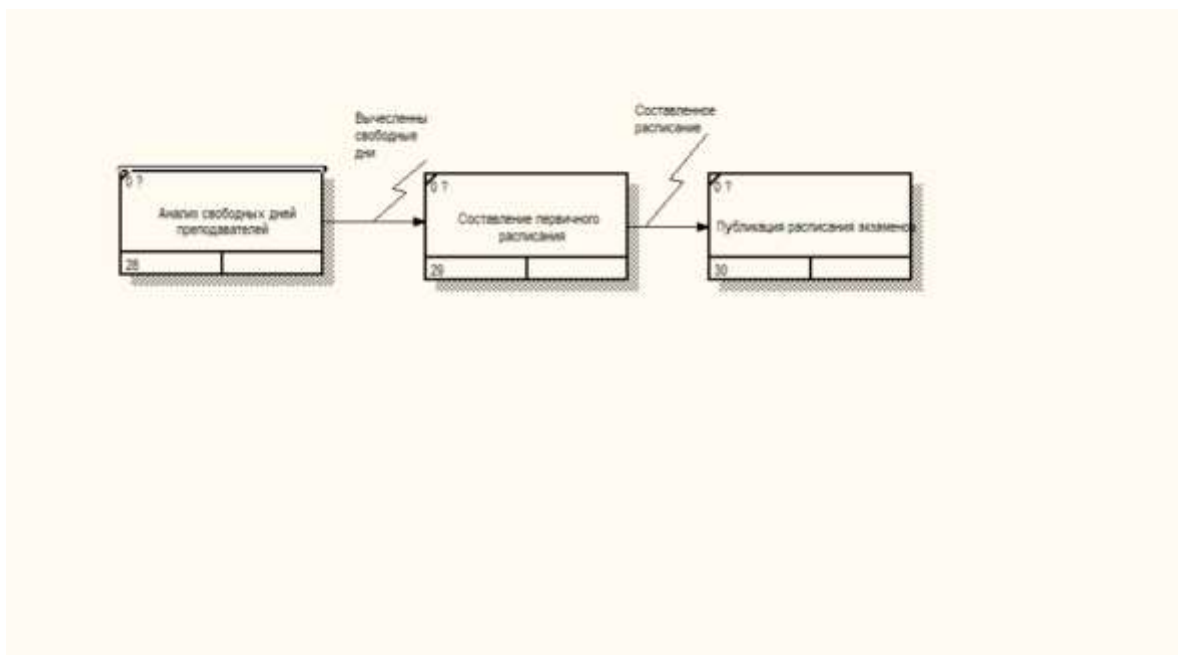 Вычесленны
свободные
дни
Составленное
расписание
0 ?
Анализ свободных дней
преподавателей
28
0 ?
Составление первичного
расписания
29
0 ?
Публикация расписания экзаменов
30